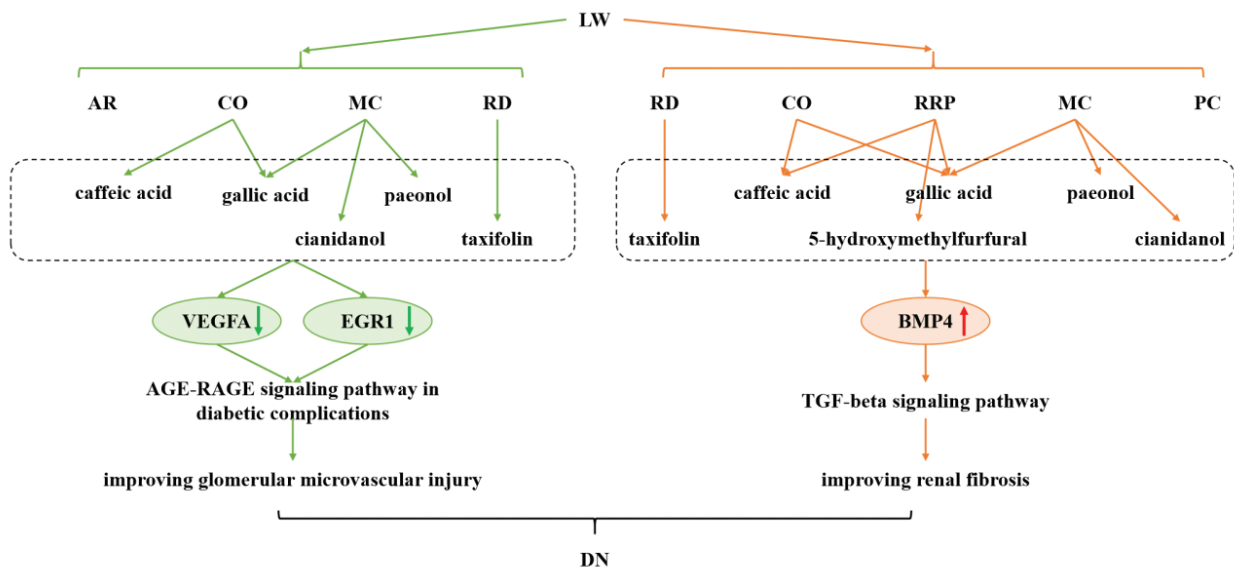 LW
AR CO MC RD
RD CO RRP MC PC
caffeic acid gallic acid paeonol
cianidanol taxifolin
caffeic acid gallic acid paeonol
taxifolin 5-hydroxymethylfurfural cianidanol
VEGFA EGR1
BMP4
AGE-RAGE signaling pathway in
diabetic complications
TGF-beta signaling pathway
improving glomerular microvascular injury
improving renal fibrosis
DN